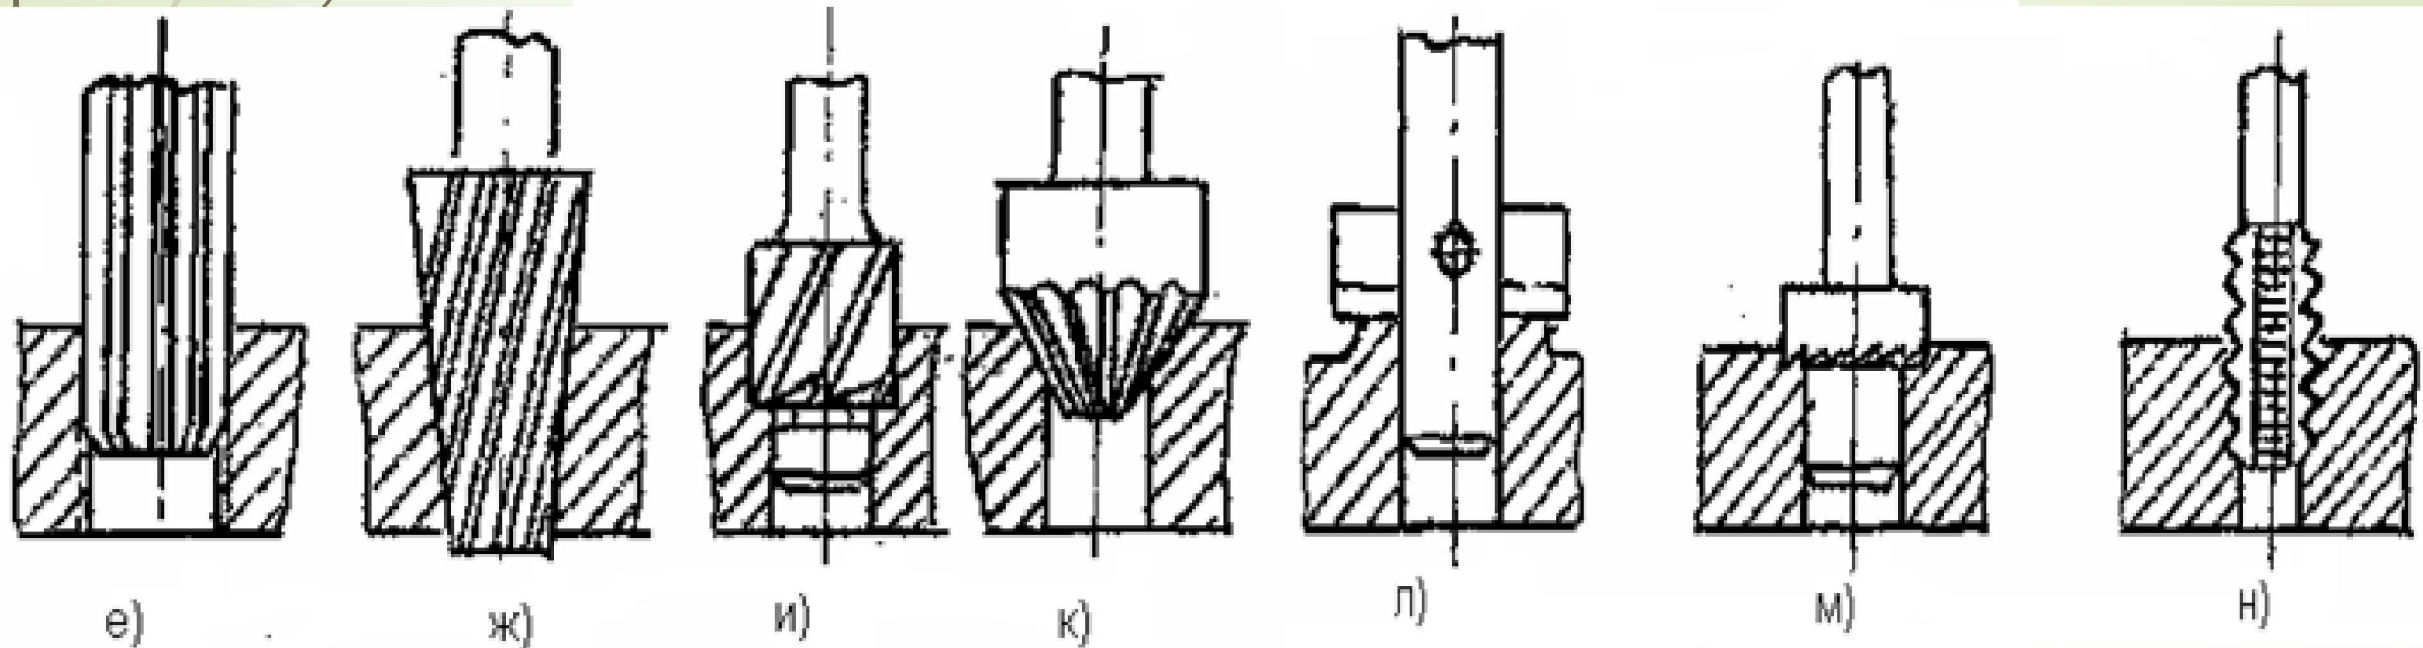 е) ж) и) к) л) м) н)